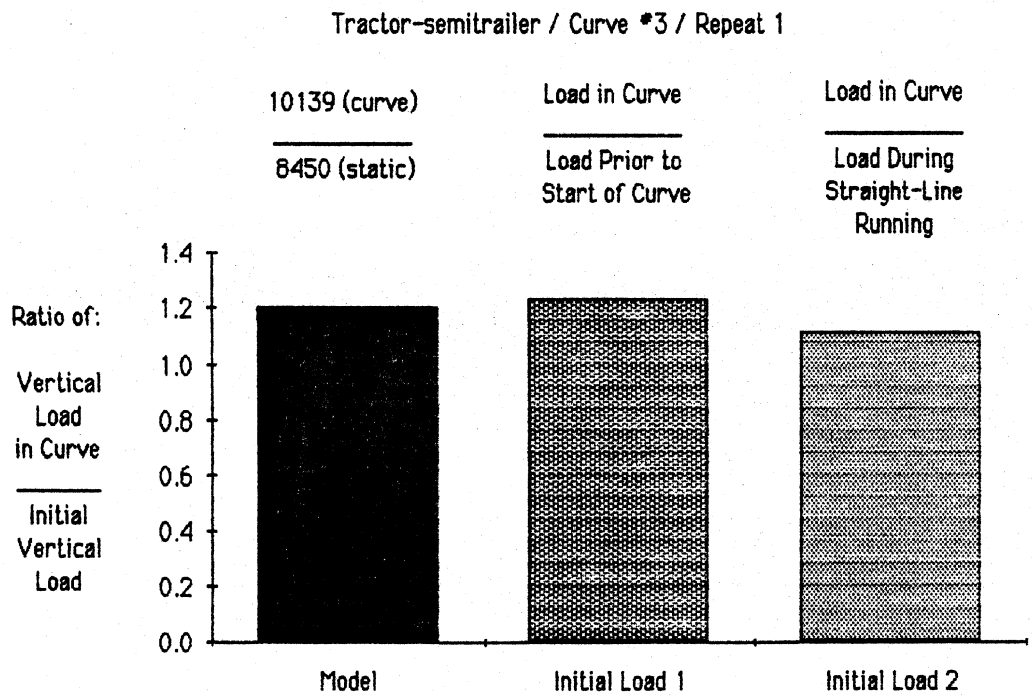 Tractor-semitrailer / Curve #3 / Repeat 1
10139 (curve)
8450 (static)
Load in Curve
Load Prior to
Start of Curve
Load in Curve
Load During
Straight-Line
Running
Ratio of:
Vertical
Load
in Curve
Initial
Vertical
Load
1.4
1.2
1.0
0.8
0.6
0.4
0.2
0.0
Model
Initial Load 1
Initial Load 2